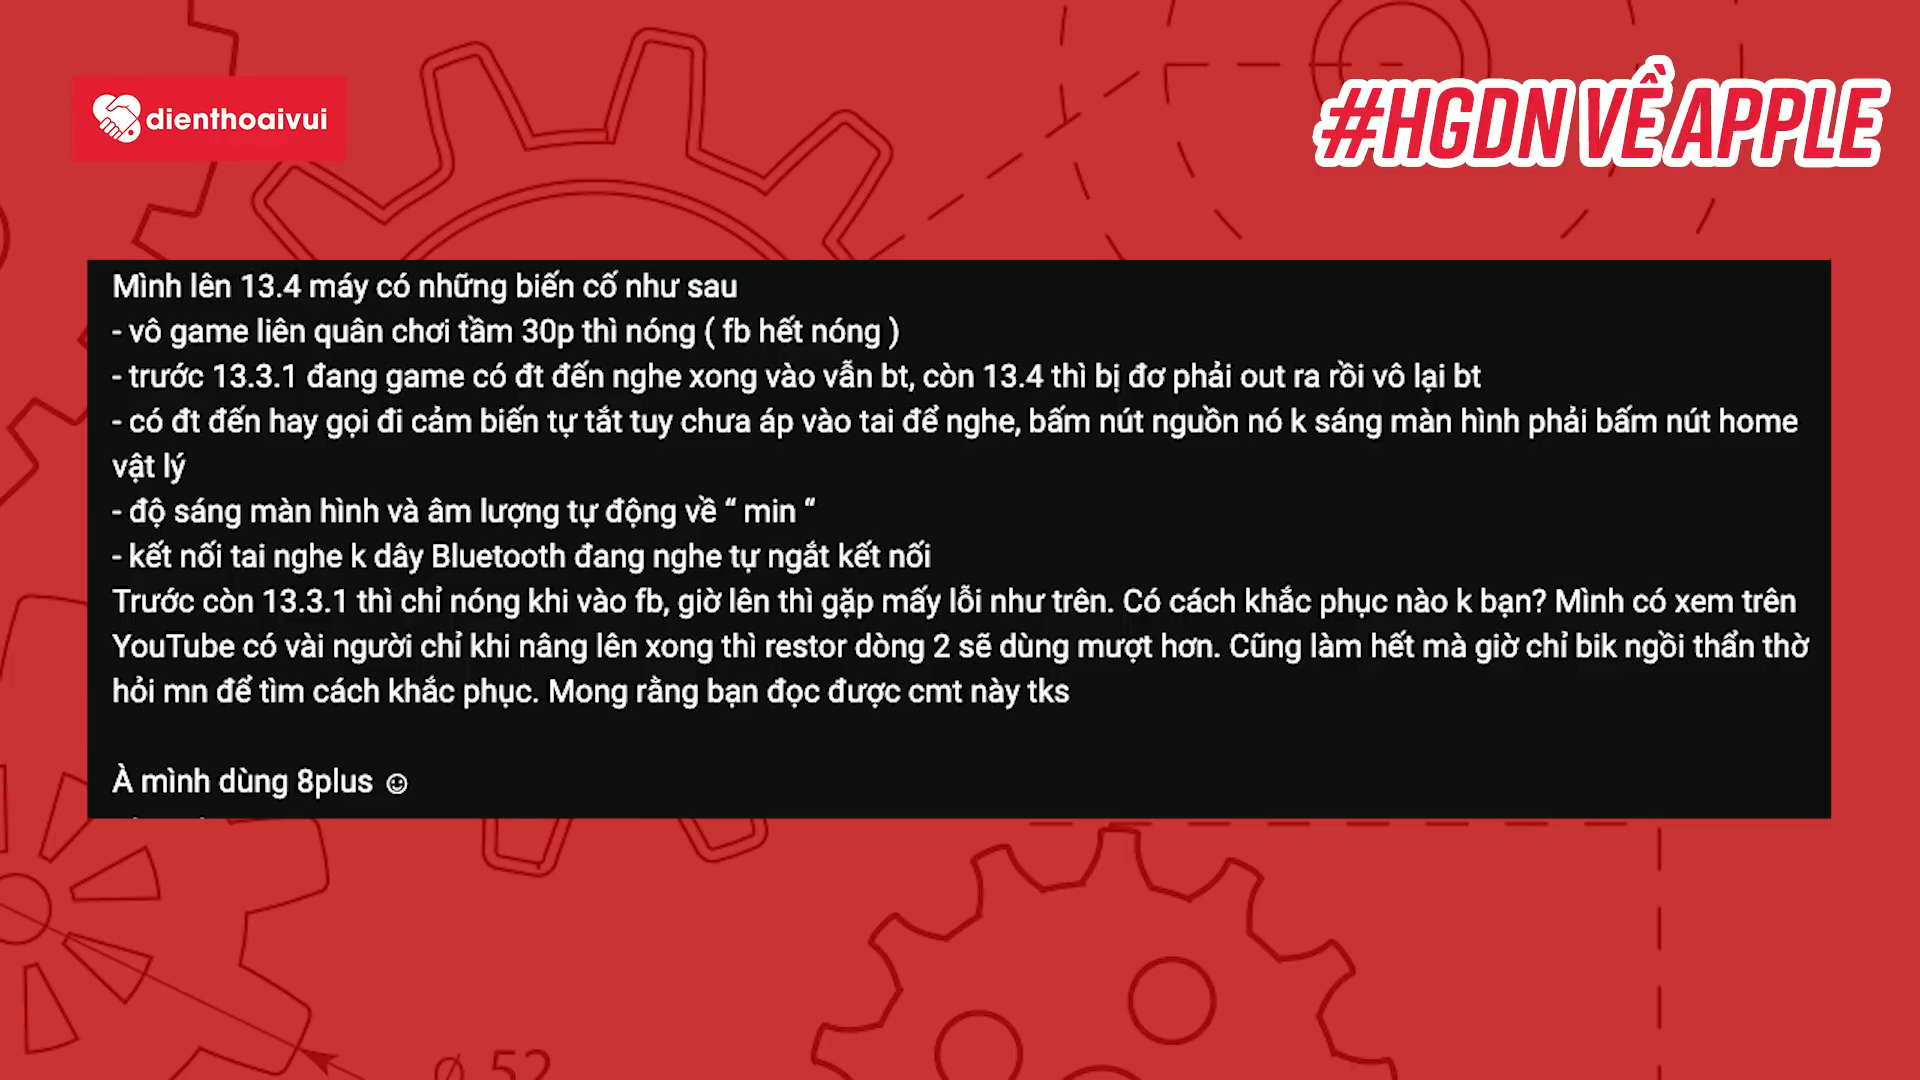 dienthoaivui
#HGDN VỀ APPLE
Mình lên 13.4 máy có những biến cố như sau
- vô game liên quân chơi tầm 30p thì nóng ( fb hết nóng )
- trước 13.3.1 đang game có đt đến nghe xong vào vẫn bt, còn 13.4 thì bị đơ phải out ra rồi vô lại bt
- có đt đến hay gọi đi cảm biến tự tắt tuy chưa áp vào tai để nghe, bấm nút nguồn nó k sáng màn hình phải bấm nút home
vật lý
- độ sáng màn hình và âm lượng tự động về “ min “
- kết nối tai nghe k dây Bluetooth đang nghe tự ngắt kết nối
Trước còn 13.3.1 thì chỉ nóng khi vào fb, giờ lên thì gặp mấy lỗi như trên. Có cách khắc phục nào k bạn? Mình có xem trên
YouTube có vài người chỉ khi nâng lên xong thì restor dòng 2 sẽ dùng mượt hơn. Cũng làm hết mà giờ chỉ bik ngồi thẩn thờ
hỏi mn để tìm cách khắc phục. Mong rằng bạn đọc được cmt này tks
À mình dùng 8plus ☺
ø 52